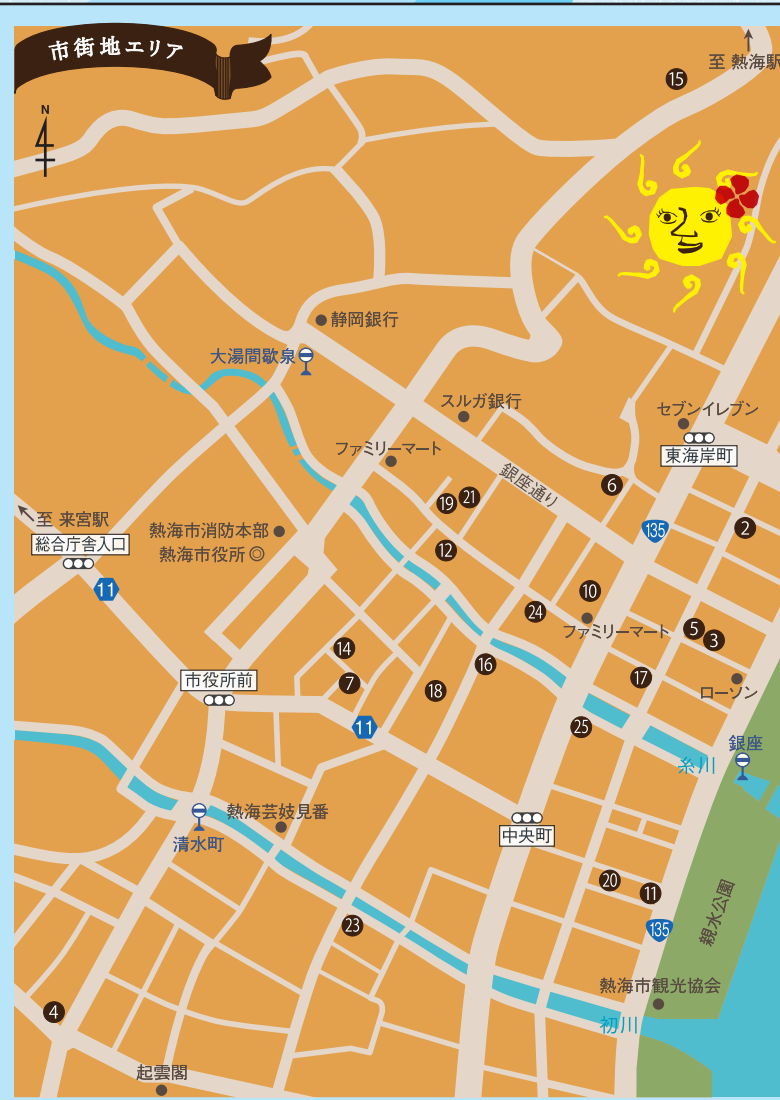 市街地エリア
N
至 熱海駅
15
静岡銀行
大湯間歇泉
スルガ銀行
セブンイレブン
東海岸町
ファミリーマート
銀座通り
6
19
21
135
2
至 来宮駅
熱海市消防本部
熱海市役所
総合庁舎入口
11
12
10
24
ファミリーマート
5
3
14
16
市役所前
7
18
17
ローソン
11
25
銀座
糸川
清水町
熱海芸妓見番
中央町
20
11
23
135
親水公園
熱海市観光協会
初川
4
起雲閣